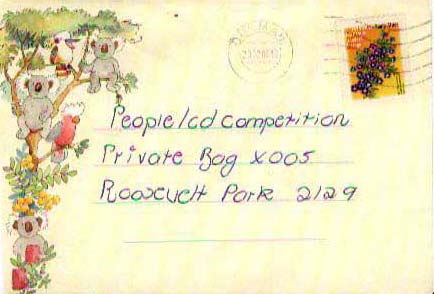 People/cd competition
Private Bag X005
Roosevelt Park 2129